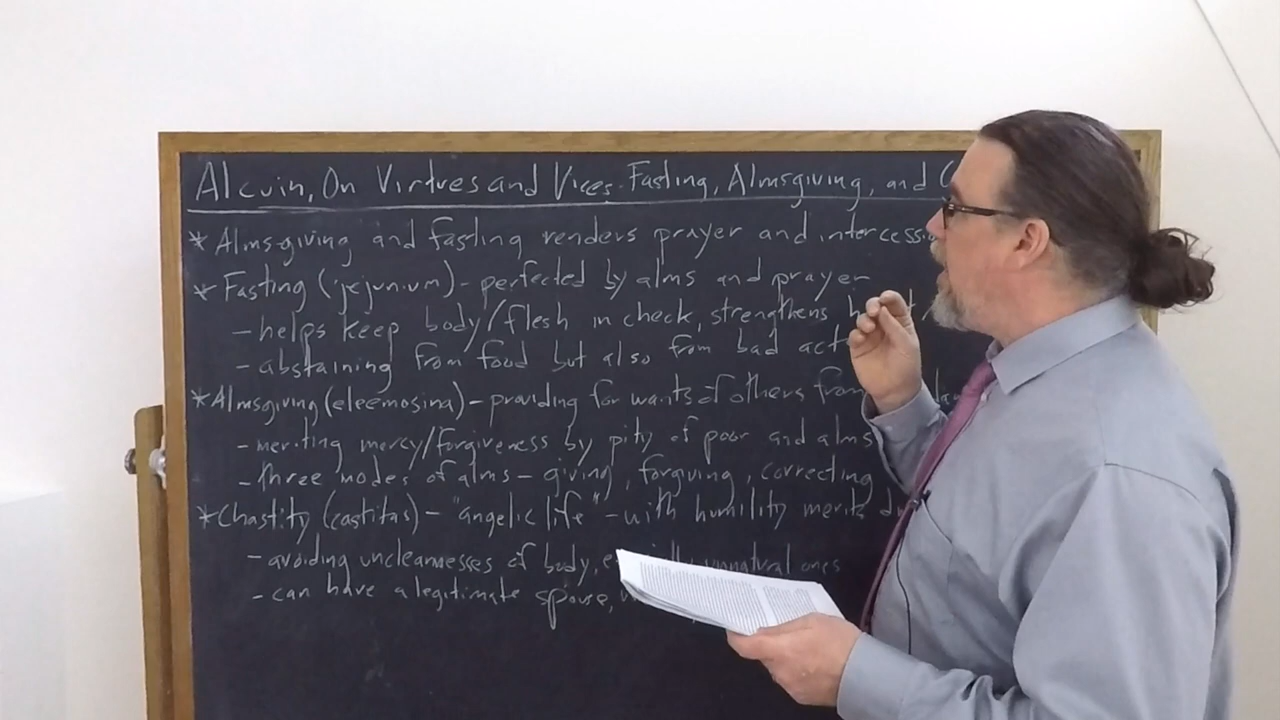 Alcuin, On Virtues and Vices. Fasting, Almsgiving, and
* Almsgiving and fasting renders prayer and
* Fasting (jejunium) - perfected by alms and prayer
- helps keep body/flesh in check, strengthens
- abstaining from food but also from bad
* Almsgiving (eleemosina) - providing for wants of others from
- meriting mercy/forgiveness by pity of poor and alms
- three modes of alms - giving, forgiving, correcting
* Chastity (castitas) - "angelic life" - with humility merits
- avoiding uncleannesses of body, unnatural ones
- can have a legitimate spouse,